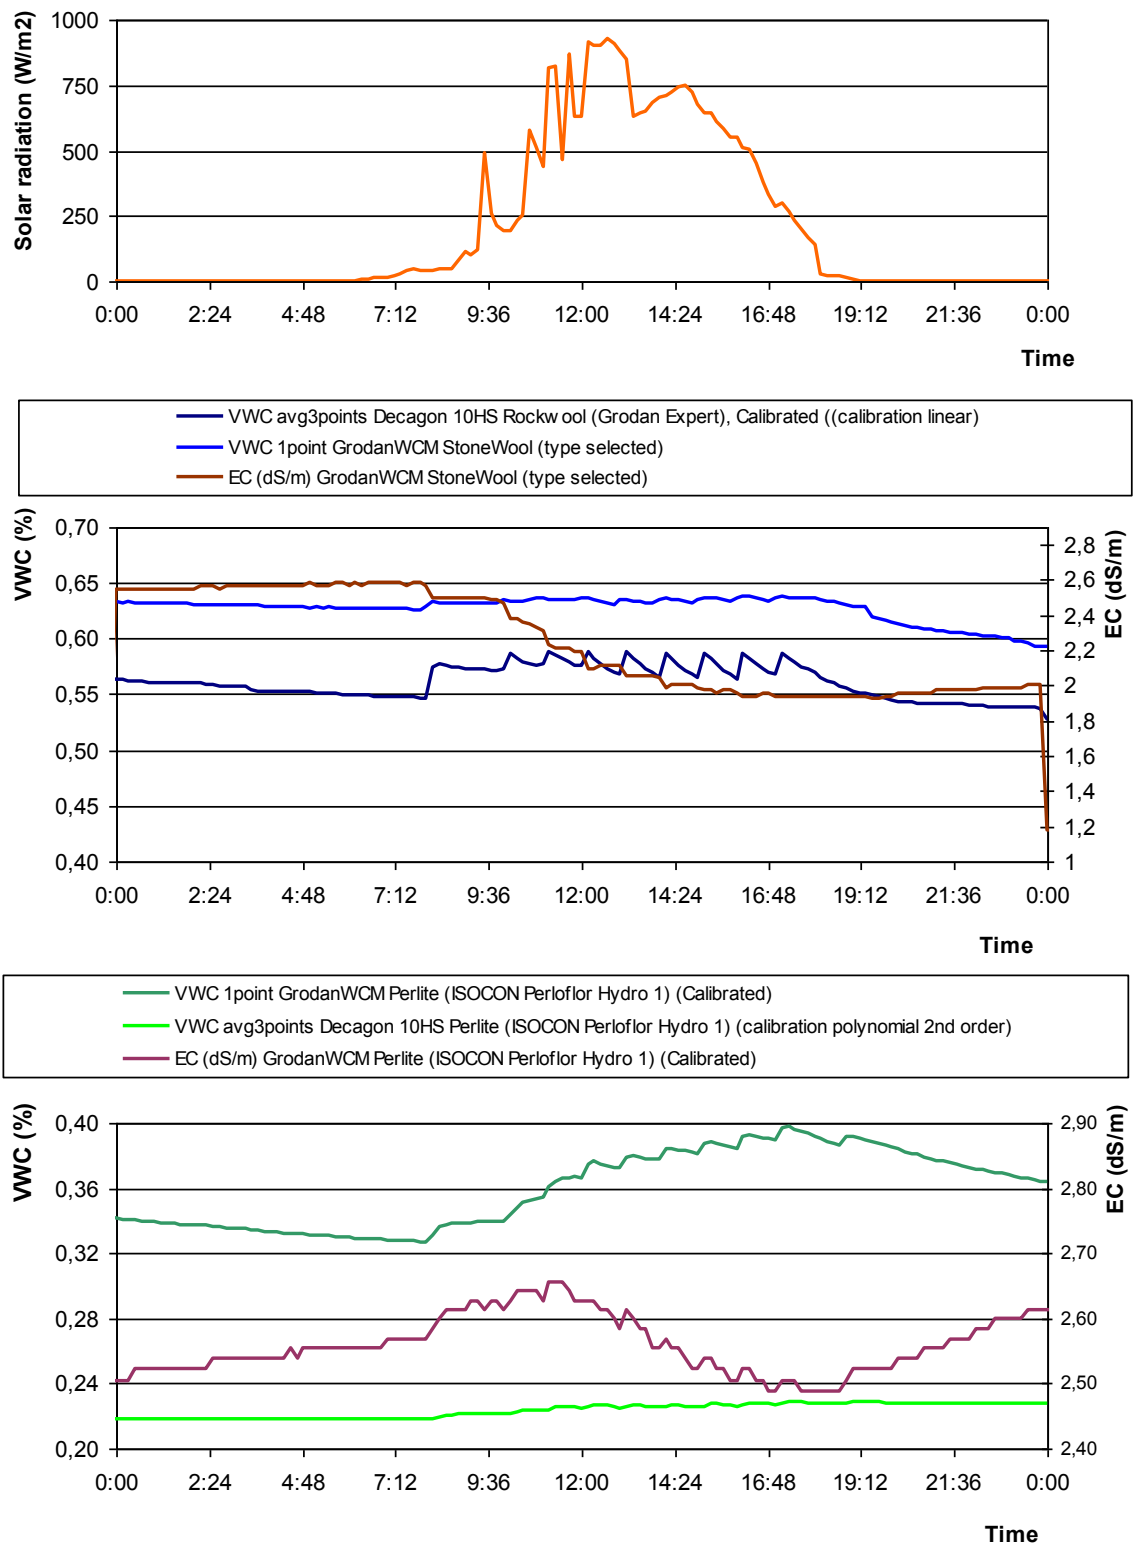 Solar radiation (W/m2)
1000
750
500
250
0
0:00 2:24 4:48 7:12 9:36 12:00 14:24 16:48 19:12 21:36 0:00
Time
VWC avg3points Decagon 10HS Rockwool (Grodan Expert), Calibrated ((calibration linear)
VWC 1point GrodanWCM StoneWool (type selected)
EC (dS/m) GrodanWCM StoneWool (type selected)
VWC (%)
0,70
0,65
0,60
0,55
0,50
0,45
0,40
EC (dS/m)
2,8
2,6
2,4
2,2
2
1,8
1,6
1,4
1,2
1
0:00 2:24 4:48 7:12 9:36 12:00 14:24 16:48 19:12 21:36 0:00
Time
VWC 1point GrodanWCM Perlite (ISOCON Perloflor Hydro 1) (Calibrated)
VWC avg3points Decagon 10HS Perlite (ISOCON Perloflor Hydro 1) (calibration polynomial 2nd order)
EC (dS/m) GrodanWCM Perlite (ISOCON Perloflor Hydro 1) (Calibrated)
VWC (%)
0,40
0,36
0,32
0,28
0,24
0,20
EC (dS/m)
2,90
2,80
2,70
2,60
2,50
2,40
0:00 2:24 4:48 7:12 9:36 12:00 14:24 16:48 19:12 21:36 0:00
Time